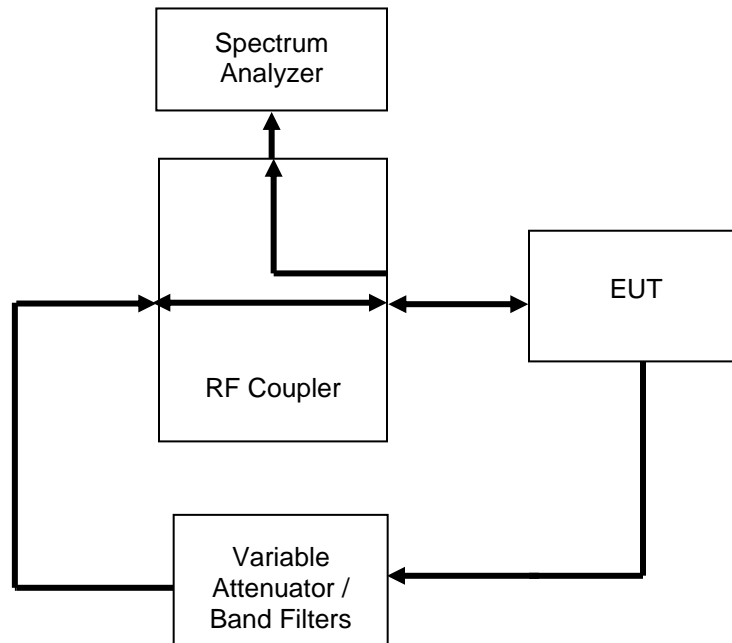 Spectrum
Analyzer
EUT
RF Coupler
Variable
Attenuator /
Band Filters